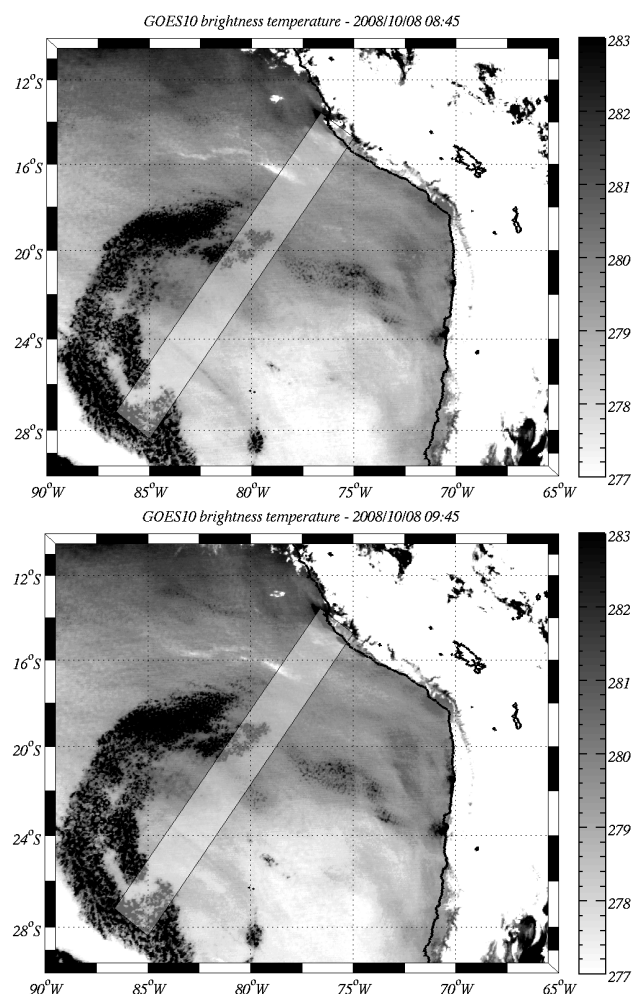 GOES10 brightness temperature - 2008/10/08 08:45
283
12°S
282
16°S
281
20°S
280
279
24°S
278
28°S
277
90°W 85°W 80°W 75°W 70°W 65°W
GOES10 brightness temperature - 2008/10/08 09:45
283
12°S
282
16°S
281
20°S
280
279
24°S
278
28°S
277
90°W 85°W 80°W 75°W 70°W 65°W